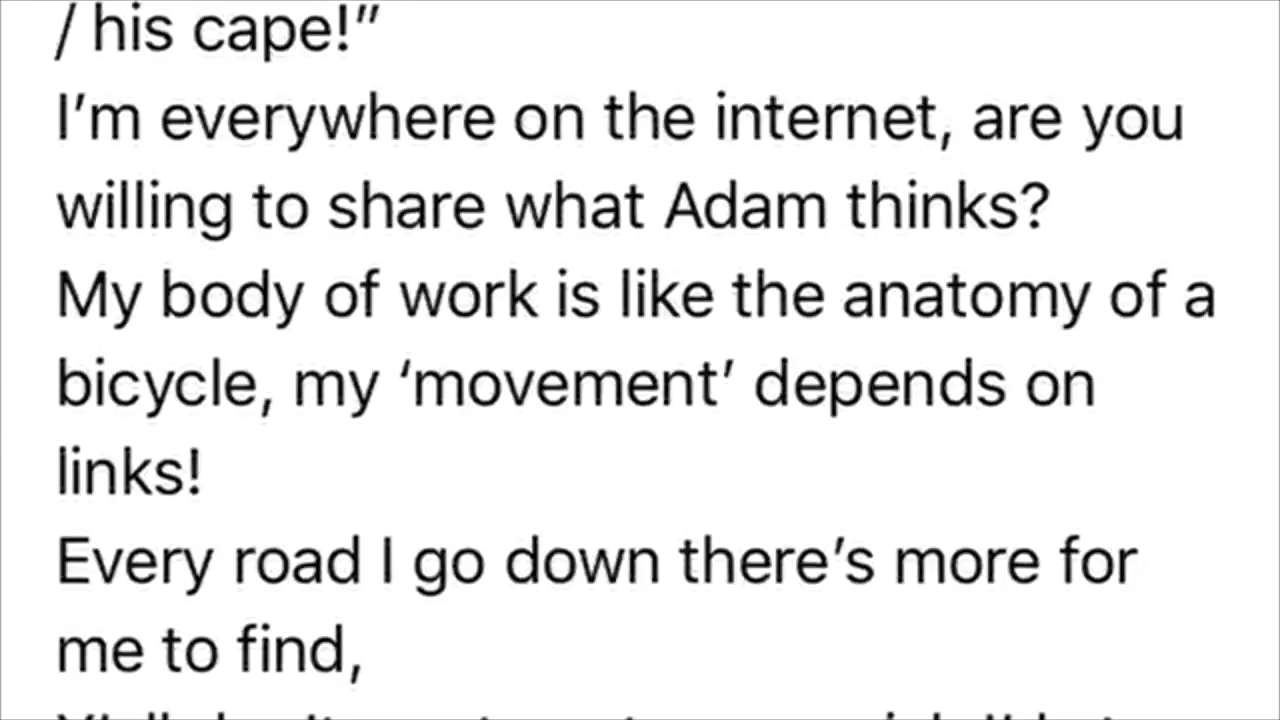 / his cape!”
I’m everywhere on the internet, are you
willing to share what Adam thinks?
My body of work is like the anatomy of a
bicycle, my ‘movement’ depends on
links!
Every road I go down there’s more for
me to find,